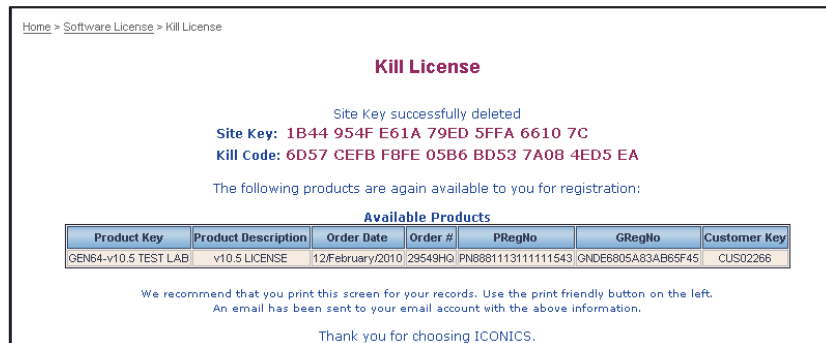 Home > Software License > Kill License
Kill License
Site Key successfully deleted
Site Key: 1B44 954F E61A 79ED 5FFA 6610 7C
Kill Code: 6D57 CEFB F8FE 05B6 BD53 7A08 4ED5 EA
The following products are again available to you for registration:
Available Products
Product Key Product Description Order Date Order # PRegNo GRegNo Customer Key
GEN64-v10.5 TEST LAB v10.5 LICENSE 12/February/2010 29549HQ PN8881113111111543 GNDE6805A83AB65F45 CUS02266
We recommend that you print this screen for your records. Use the print friendly button on the left.
An email has been sent to your email account with the above information.
Thank you for choosing ICONICS.